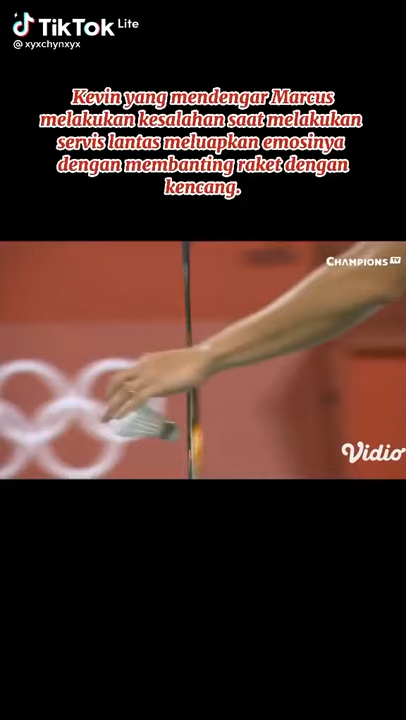 TikTok Lite
@xyxchynxyx
Kevin yang mendengar Marcus
melakukan kesalahan saat melakukan
servis lantas meluapkan emosinya
dengan membanting raket dengan
kencang.
CHAMPIONS TV
Vidio